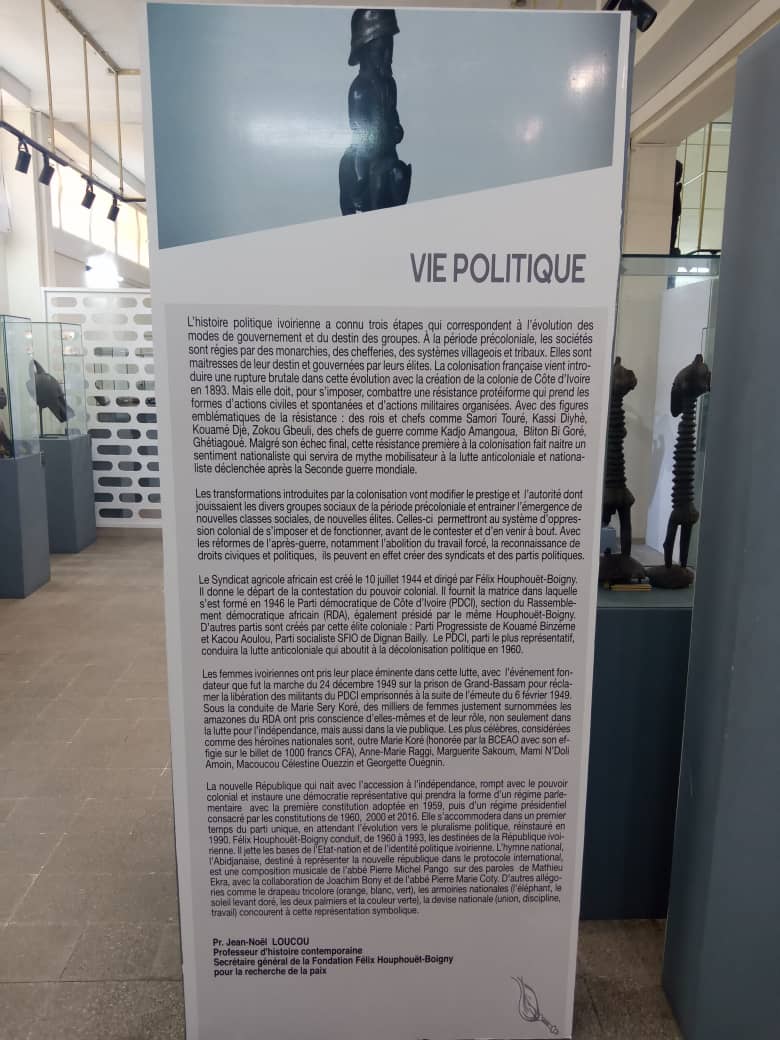 VIE POLITIQUE
L'histoire politique ivoirienne a connu trois étapes qui correspondent à l'évolution des
modes de gouvernement et du destin des groupes. À la période précoloniale, les sociétés
sont régies par des monarchies, des chefferies, des systèmes villageois et tribaux. Elles sont
maitresses de leur destin et gouvernées par leurs élites. La colonisation française vient intro-
duire une rupture brutale dans cette évolution avec la création de la colonie de Côte d'Ivoire
en 1893. Mais elle doit, pour s'imposer, combattre une résistance protéiforme qui prend les
formes d'actions civiles et spontanées et d'actions militaires organisées. Avec des figures
emblématiques de la résistance : des rois et chefs comme Samori Touré, Kassi Diyhè,
Kouamé Djè, Zokou Gbeuli, des chefs de guerre comme Kadjo Amangoua, Bliton Bi Goré,
Ghétiagoùé. Malgré son échec final, cette résistance première à la colonisation fait naitre un
sentiment nationaliste qui servira de mythe mobilisateur à la lutte anticoloniale et nationa-
liste déclenchée après la Seconde guerre mondiale.
Les transformations introduites par la colonisation vont modifier le prestige et l'autorité dont
jouissaient les divers groupes sociaux de la période précoloniale et entrainer l'émergence de
nouvelles classes sociales, de nouvelles élites. Celles-ci permettront au système d'oppres-
sion colonial de s'imposer et de fonctionner, avant de le contester et d'en venir à bout. Avec
les réformes de l'après-guerre, notamment l'abolition du travail forcé, la reconnaissance de
droits civiques et politiques, ils peuvent en effet créer des syndicats et des partis politiques.
Le Syndicat agricole africain est créé le 10 juillet 1944 et dirigé par Félix Houphouët-Boigny.
Il donne le départ de la contestation du pouvoir colonial. Il fournit la matrice dans laquelle
s'est formé en 1946 le Parti démocratique de Côte d'Ivoire (PDCI), section du Rassemble-
ment démocratique africain (RDA), également présidé par le même Houphouët-Boigny.
D'autres partis sont créés par cette élite coloniale : Parti Progressiste de Kouamé Binzème
et Kacou Aoulou, Parti socialiste SFIO de Dignan Bailly. Le PDCI, parti le plus représentatif,
conduira la lutte anticoloniale qui aboutit à la décolonisation politique en 1960.
Les femmes ivoiriennes ont pris leur place éminente dans cette lutte, avec l'événement fon-
dateur que fut la marche du 24 décembre 1949 sur la prison de Grand-Bassam pour récla-
mer la libération des militants du PDCI emprisonnés à la suite de l'émeute du 6 février 1949.
Sous la conduite de Marie Sery Koré, des milliers de femmes justement surnommées les
amazones du RDA ont pris conscience d'elles-mêmes et de leur rôle, non seulement dans
la lutte pour l'indépendance, mais aussi dans la vie publique. Les plus célèbres, considérées
comme des héroïnes nationales sont, outre Marie Koré (honorée par la BCEAO avec son ef-
figie sur le billet de 1000 francs CFA), Anne-Marie Raggi, Marguerite Sakoum, Mami N'Doli
Amoin, Macoucou Célestine Ouezzin et Georgette Ouégnin.
La nouvelle République qui nait avec l'accession à l'indépendance, rompt avec le pouvoir
colonial et instaure une démocratie représentative qui prendra la forme d'un régime parle-
mentaire avec la première constitution adoptée en 1959, puis d'un régime présidentiel
consacré par les constitutions de 1960, 2000 et 2016. Elle s'accommodera dans un premier
temps du parti unique, en attendant l'évolution vers le pluralisme politique, réinstauré en
1990. Félix Houphouët-Boigny conduit, de 1960 à 1993, les destinées de la République ivoi-
rienne. Il jette les bases de l'Etat-nation et de l'identité politique ivoirienne. L'hymne national,
l'Abidjanaise, destiné à représenter la nouvelle république dans le protocole international,
est une composition musicale de l'abbé Pierre Michel Pango sur des paroles de Mathieu
Ekra, avec la collaboration de Joachim Bony et de l'abbé Pierre Marie Coty. D'autres allégo-
ries comme le drapeau tricolore (orange, blanc, vert), les armoiries nationales (l'éléphant, le
soleil levant doré, les deux palmiers et la couleur verte), la devise nationale (union, discipline,
travail) concourent à cette représentation symbolique.
Pr. Jean-Noël LOUCOU
Professeur d'histoire contemporaine
Secrétaire général de la Fondation Félix Houphouët-Boigny
pour la recherche de la paix